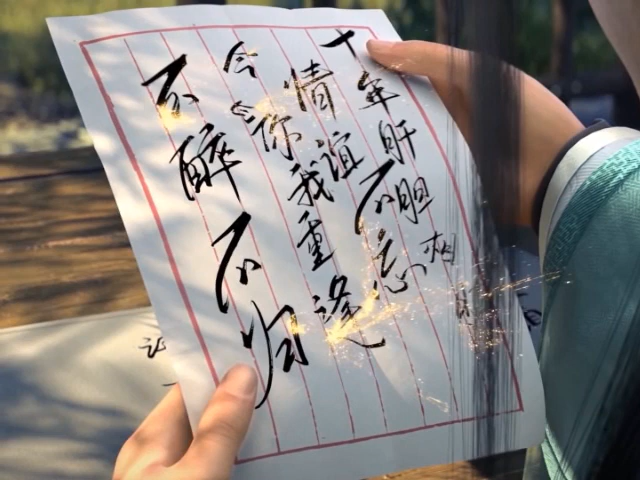 十年肝胆相
情谊不忘
今你我重逢
不醉不归